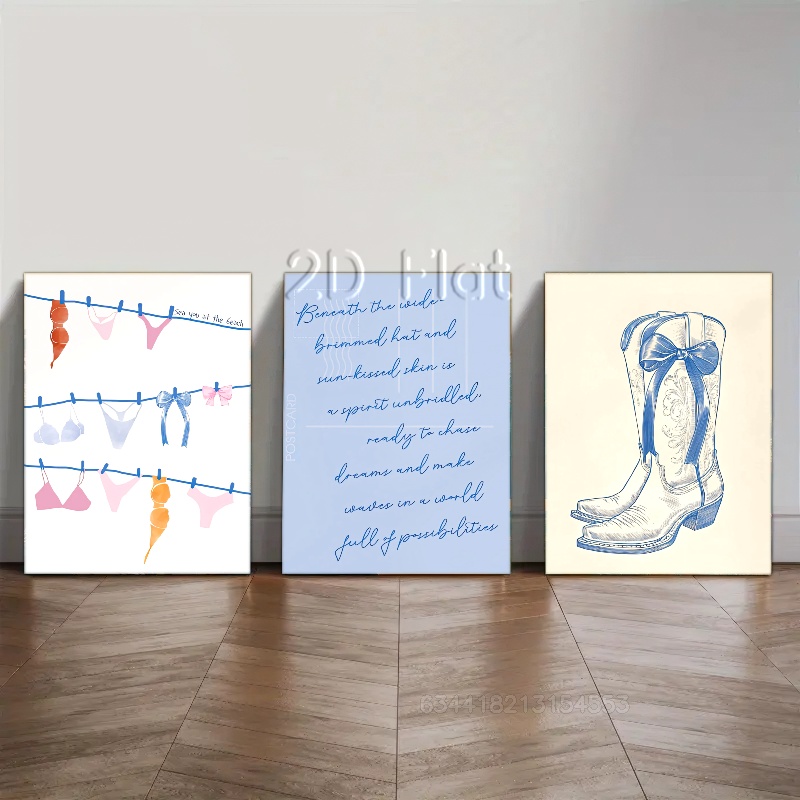 2D Flat
See you at the beach
Beneath the wide-
brimmed hat and
sun-kissed skin is
a spirit unbridled,
ready to chase
dreams and make
waves in a world
full of possibilities
POSTCARD
634418213154553